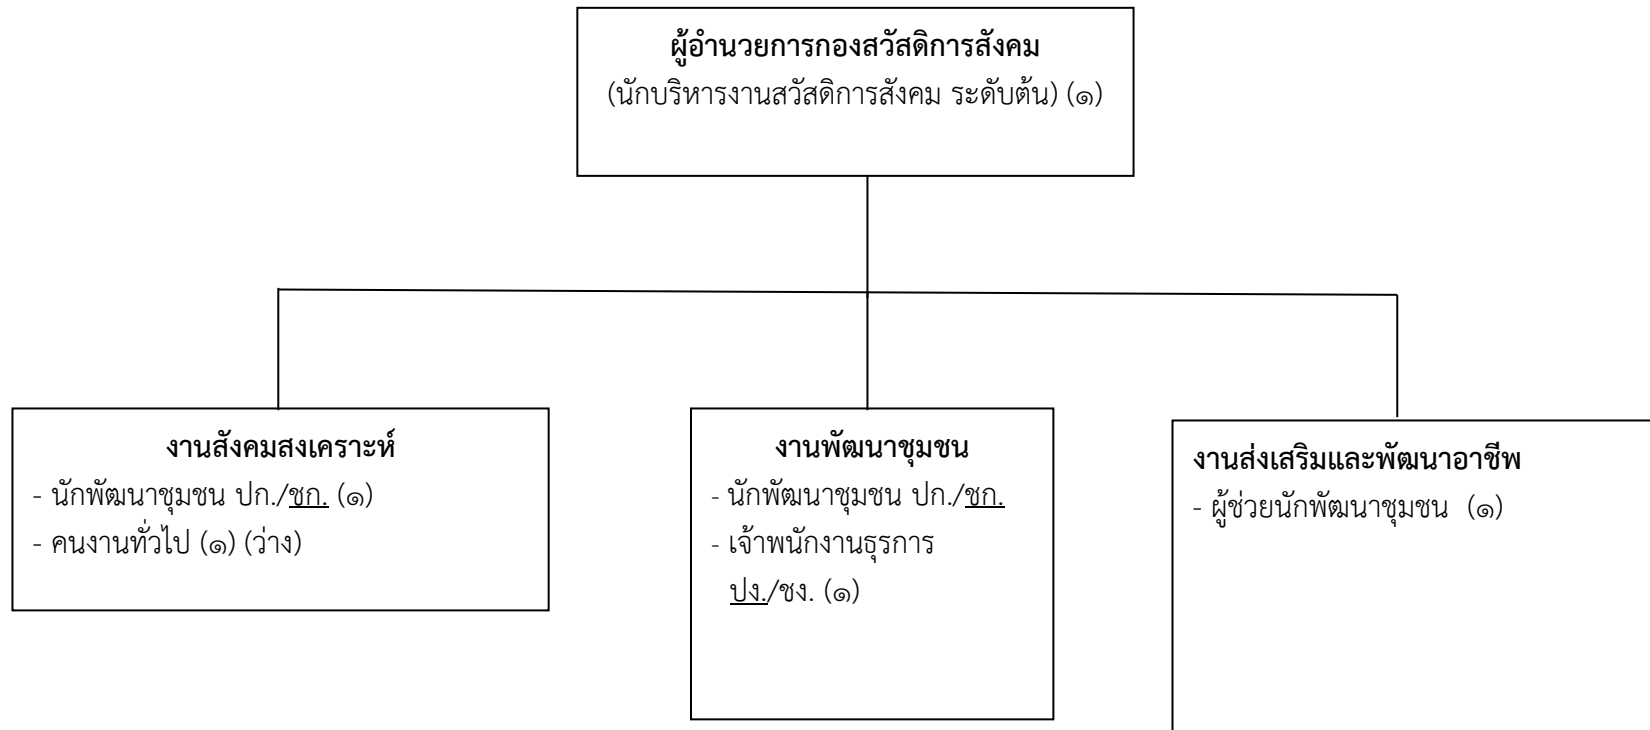 ผู้อำนวยการกองสวัสดิการสังคม
(นักบริหารงานสวัสดิการสังคม ระดับต้น) (๑)
งานสังคมสงเคราะห์
- นักพัฒนาชุมชน ปก./ชก. (๑)
- คนงานทั่วไป (๑) (ว่าง)
งานพัฒนาชุมชน
- นักพัฒนาชุมชน ปก./ชก.
- เจ้าพนักงานธุรการ
ปง./ชง. (๑)
งานส่งเสริมและพัฒนาอาชีพ
- ผู้ช่วยนักพัฒนาชุมชน (๑)